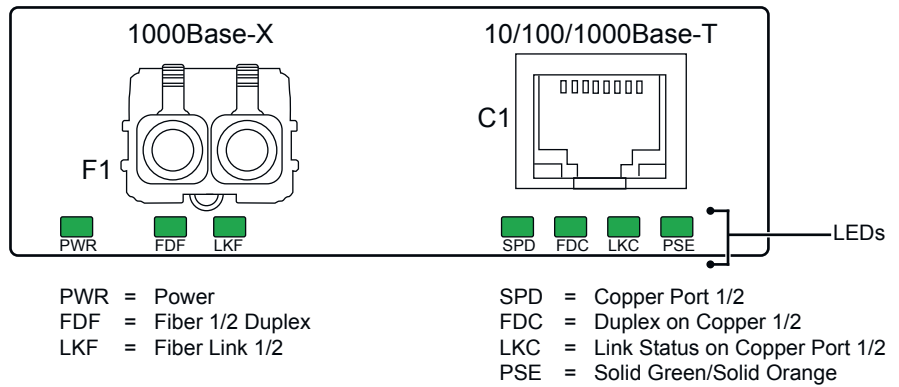 1000Base-X
10/100/1000Base-T
F1
C1
PWR
FDF
LKF
SPD
FDC
LKC
PSE
LEDs
PWR = Power
FDF = Fiber 1/2 Duplex
LKF = Fiber Link 1/2
SPD = Copper Port 1/2
FDC = Duplex on Copper 1/2
LKC = Link Status on Copper Port 1/2
PSE = Solid Green/Solid Orange